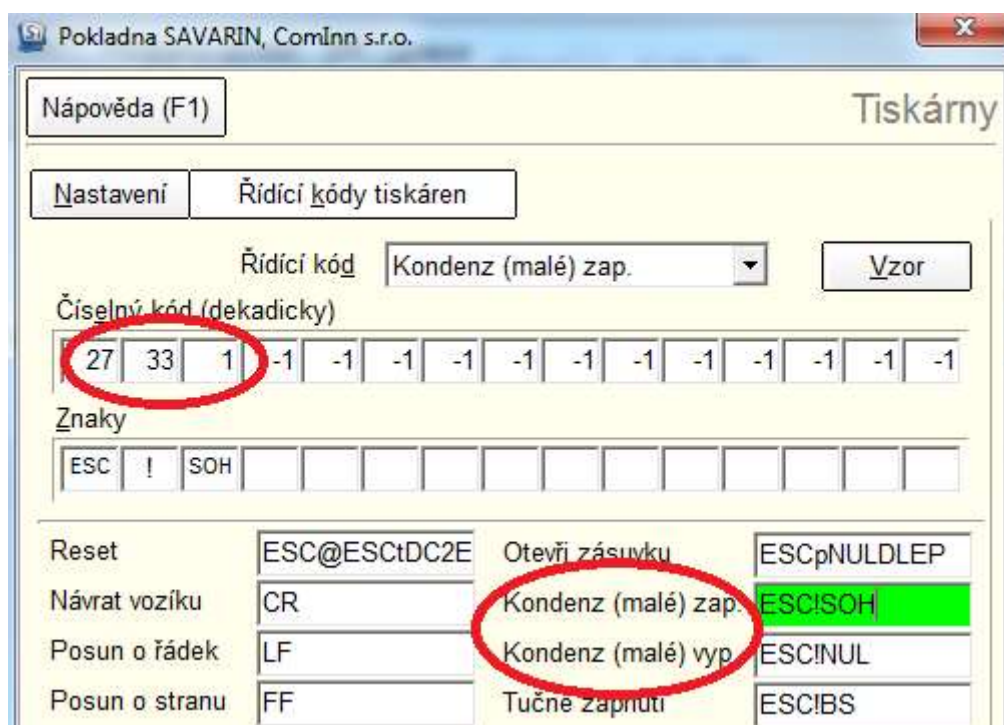 Pokladna SAVARIN, ComInn s.r.o.
Nápověda (F1) Tiskárny
Nastavení Řídící kódy tiskáren
Řídící kód Kondenz (malé) zap. Vzor
Číselný kód (dekadicky)
27 33 1 -1 -1 -1 -1 -1 -1 -1 -1 -1 -1 -1 -1
Znaky
ESC ! SOH
Reset ESC@ESCtDC2E Otevři zásuvku ESCpNULDLEP
Návrat vozíku CR Kondenz (malé) zap. ESC!SOH
Posun o řádek LF Kondenz (malé) vyp ESC!NUL
Posun o stranu FF Tučné zapnutí ESC!BS